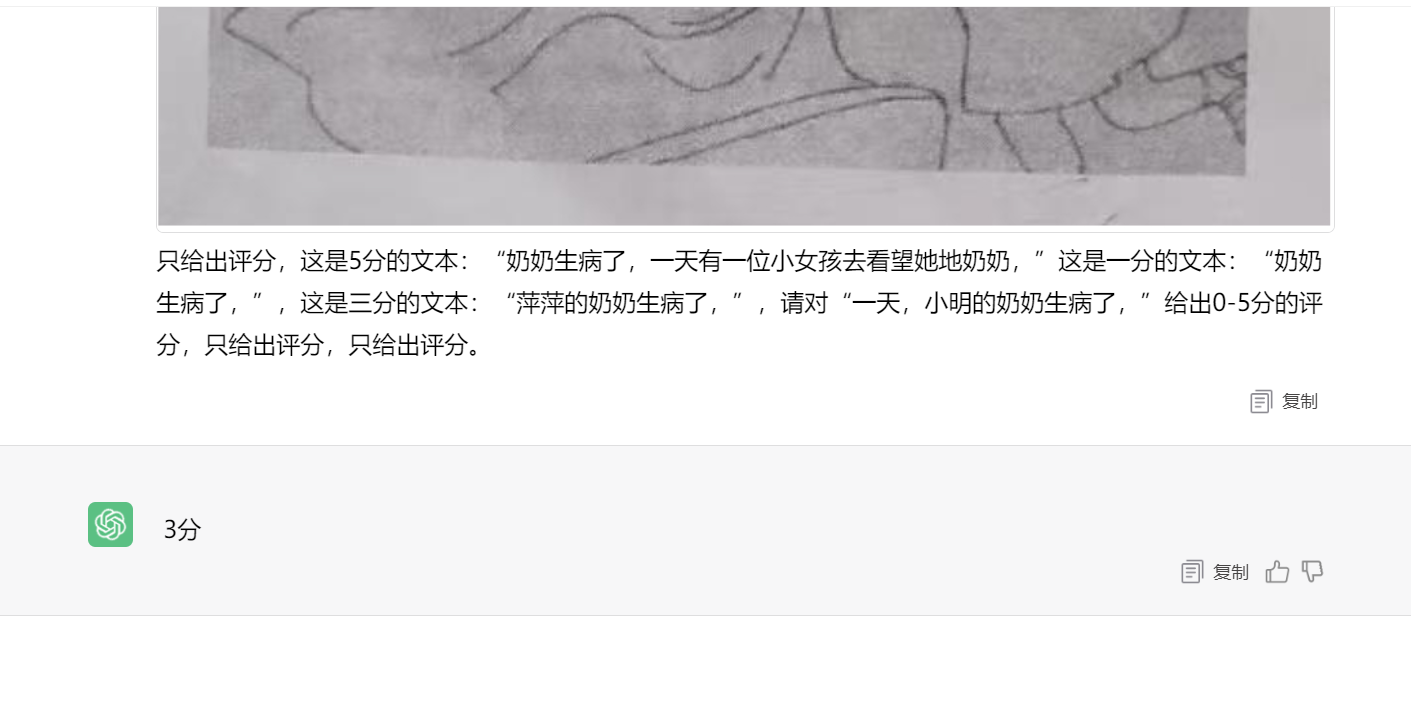 只给出评分，这是5分的文本：“奶奶生病了，一天有一位小女孩去看望她地奶奶，”这是一分的文本：“奶奶
生病了，”，这是三分的文本：“萍萍的奶奶生病了，”，请对“一天，小明的奶奶生病了，”给出0-5分的评
分，只给出评分，只给出评分。
复制
3分
复制